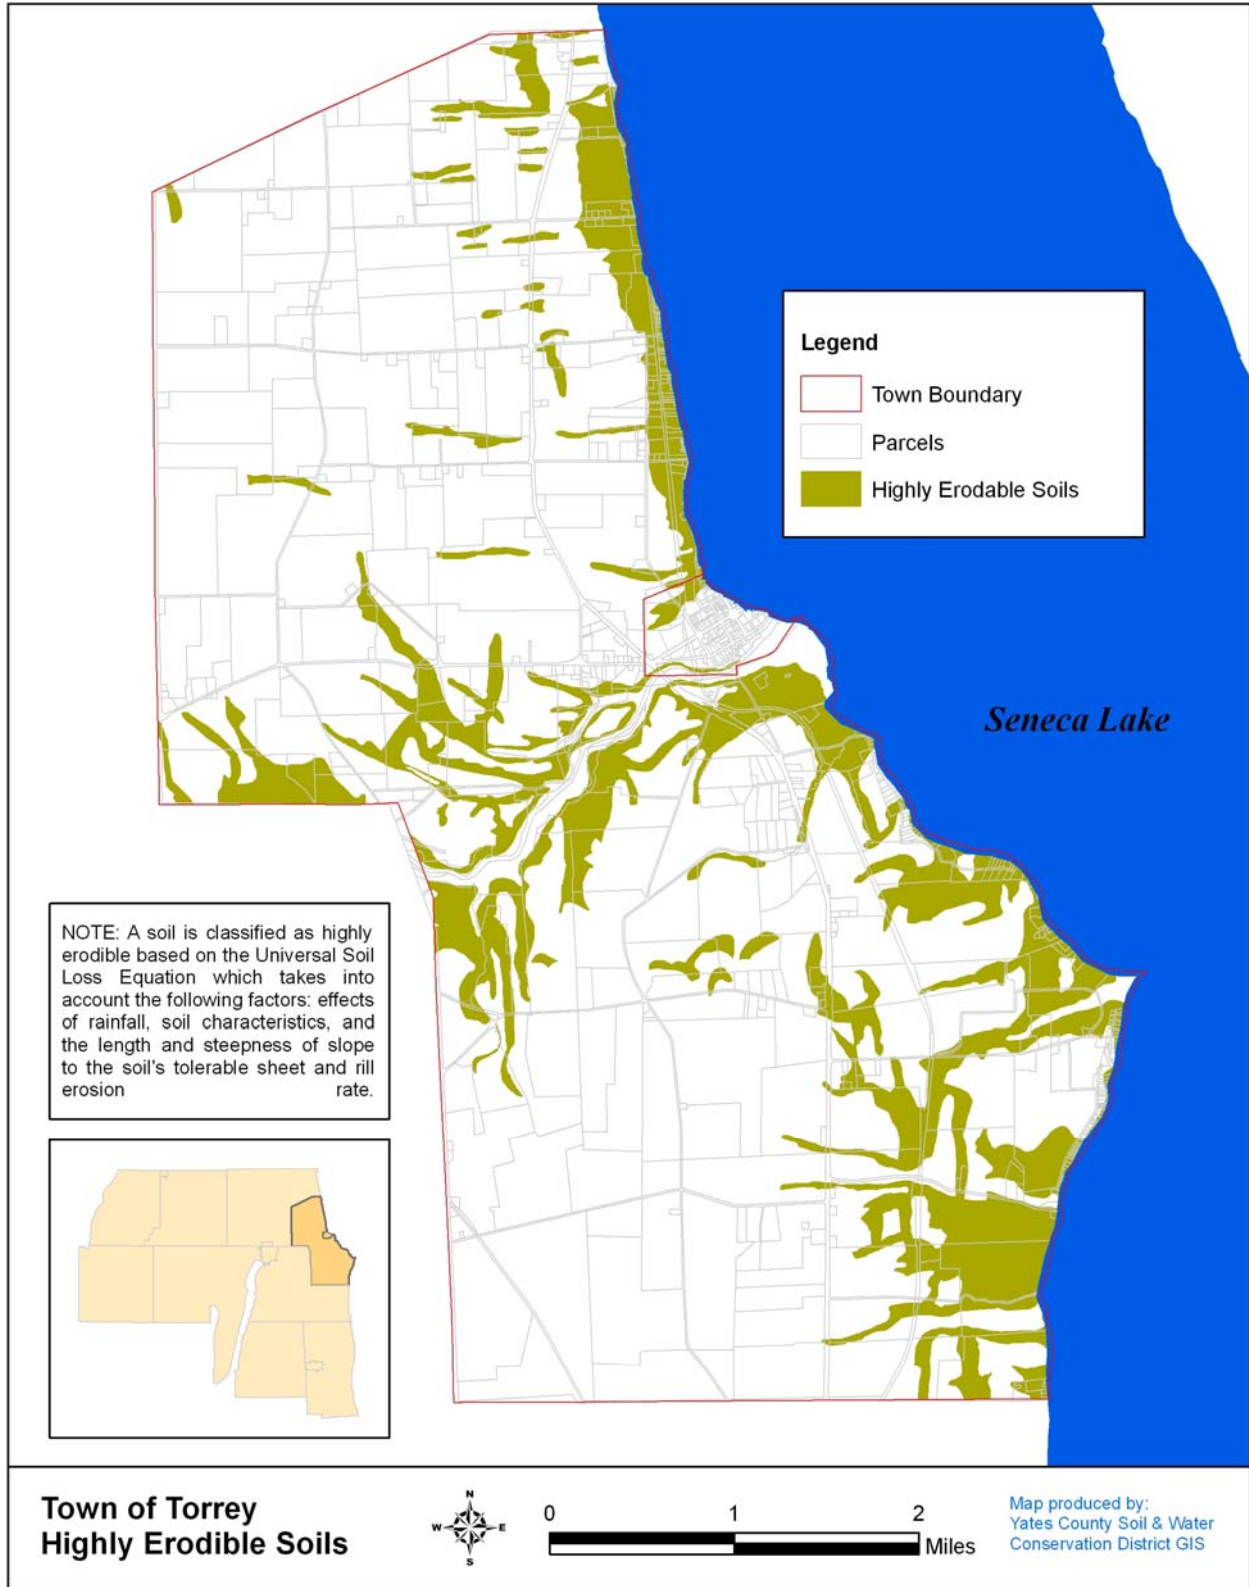 Legend
Town Boundary
Parcels
Highly Erodable Soils
Seneca Lake
NOTE: A soil is classified as highly
erodible based on the Universal Soil
Loss Equation which takes into
account the following factors: effects
of rainfall, soil characteristics, and
the length and steepness of slope
to the soil's tolerable sheet and rill
erosion rate.
Town of Torrey
Highly Erodible Soils
N
W E
S
0 1 2
Miles
Map produced by:
Yates County Soil & Water
Conservation District GIS